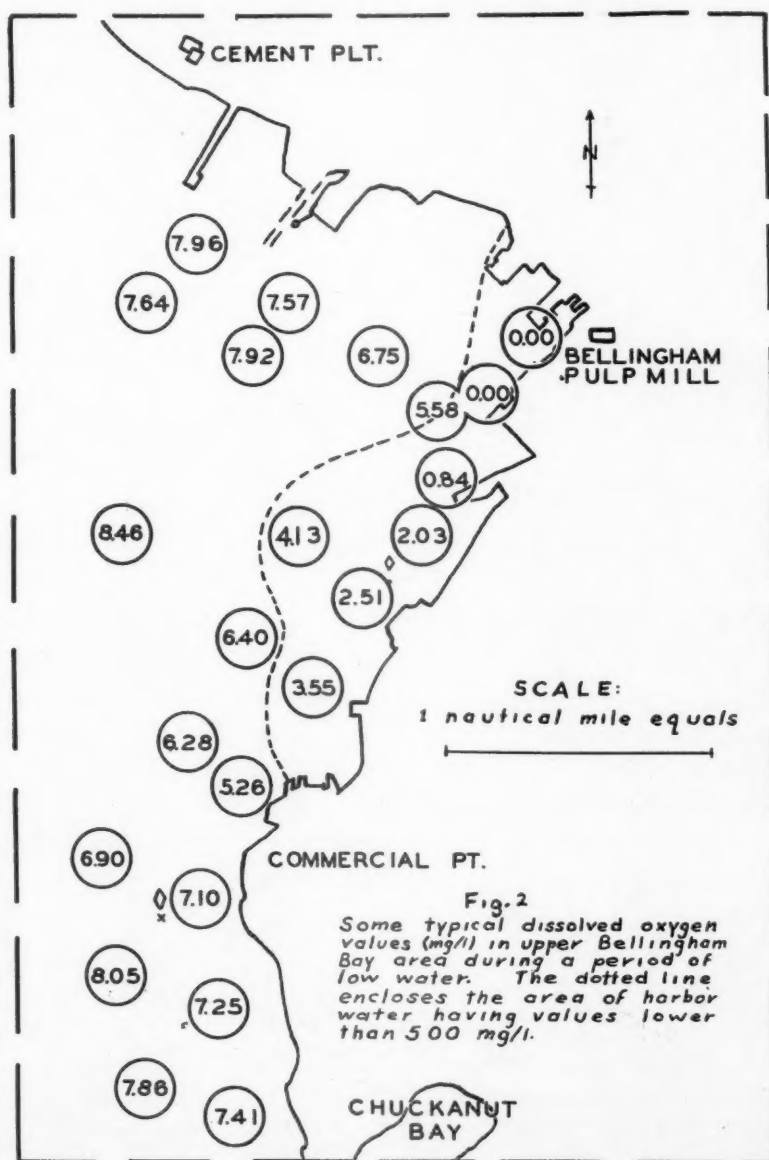 CEMENT PLT.
N
7.96
7.64
7.57
7.92
6.75
0.00
BELLINGHAM
PULP MILL
0.00
5.58
0.84
8.46
4.13
2.03
2.51
6.40
3.55
SCALE:
1 nautical mile equals
6.28
5.26
6.90
COMMERCIAL PT.
7.10
x
Fig. 2
Some typical dissolved oxygen
values (mg/l) in upper Bellingham
Bay area during a period of
low water. The dotted line
encloses the area of harbor
water having values lower
than 500 mg/l.
8.05
7.25
7.86
7.41
CHUCKANUT
BAY